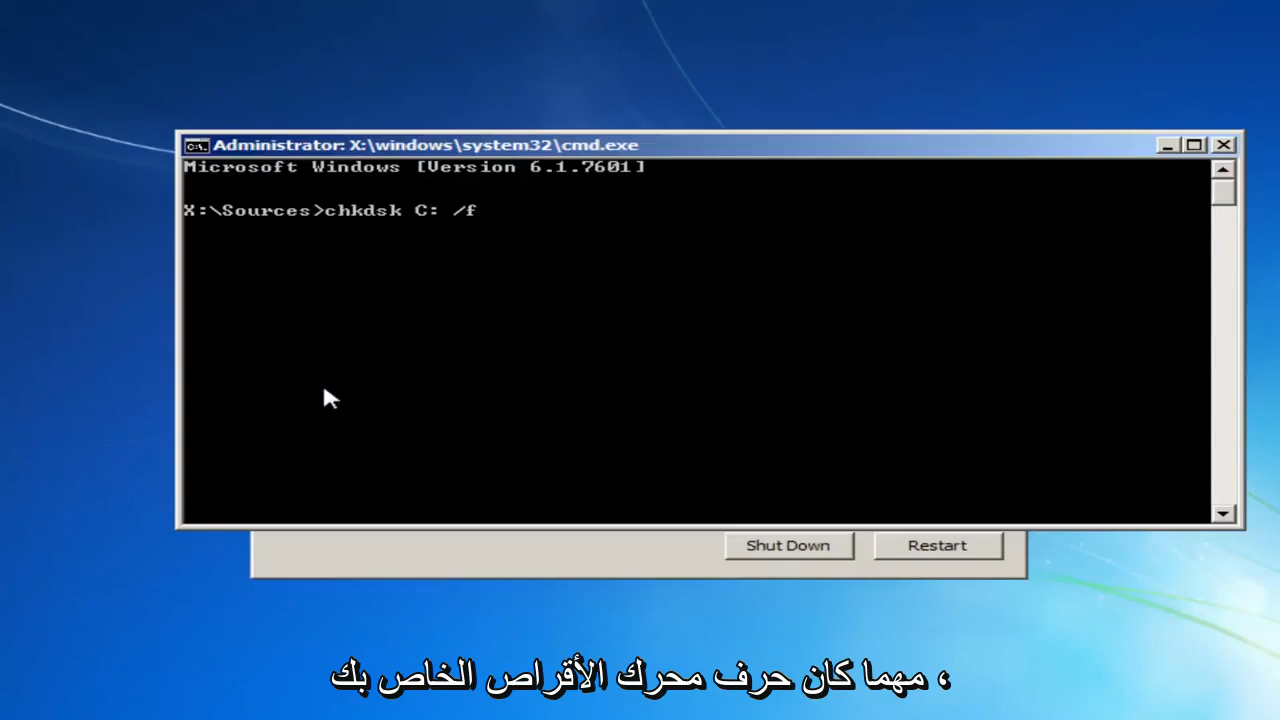 Administrator: X:\windows\system32\cmd.exe
Microsoft Windows [Version 6.1.7601]
X:\Sources>chkdsk C: /f
Shut Down
Restart
، مهما كان حرف محرك الأقراص الخاص بك